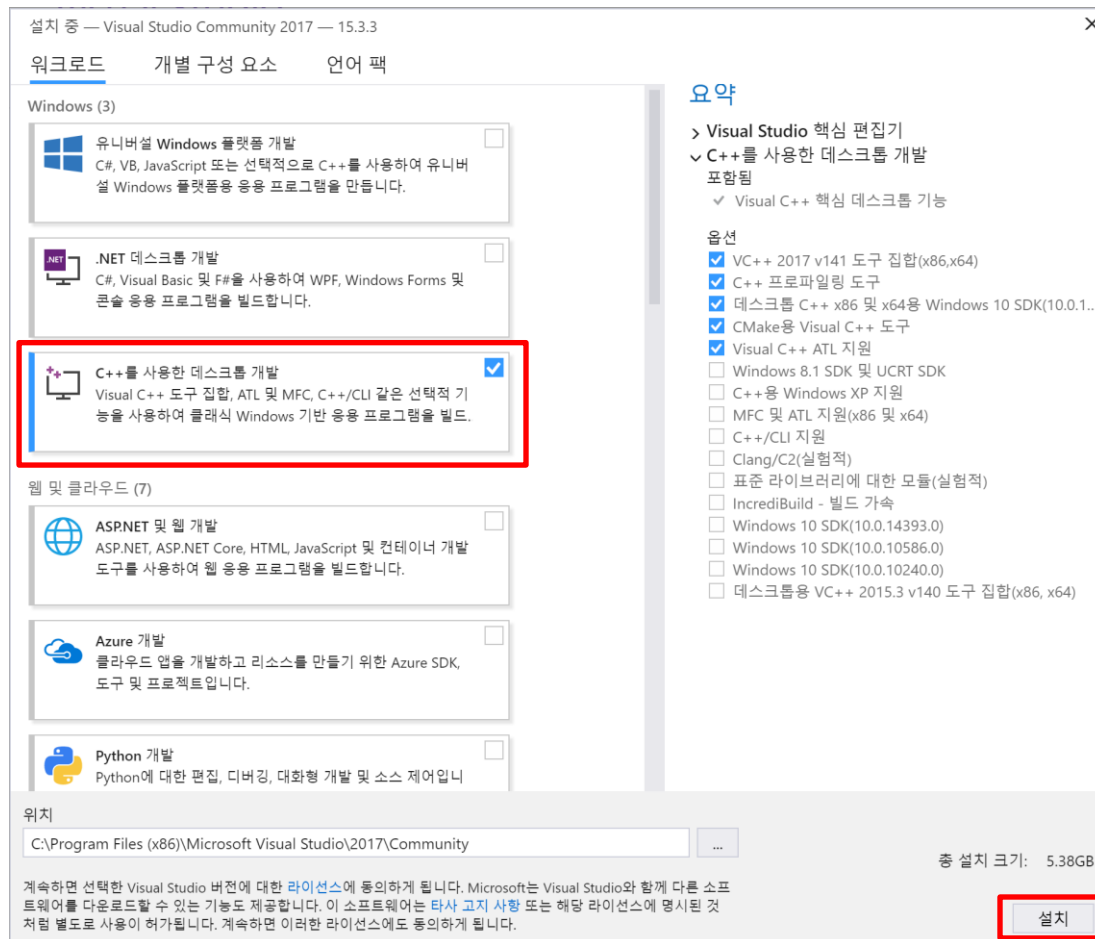 설치 중 — Visual Studio Community 2017 — 15.3.3
워크로드 개별 구성 요소 언어 팩
Windows (3)
유니버설 Windows 플랫폼 개발
C#, VB, JavaScript 또는 선택적으로 C++를 사용하여 유니버
설 Windows 플랫폼용 응용 프로그램을 만듭니다.
.NET
.NET 데스크톱 개발
C#, Visual Basic 및 F#을 사용하여 WPF, Windows Forms 및
콘솔 응용 프로그램을 빌드합니다.
C++를 사용한 데스크톱 개발
Visual C++ 도구 집합, ATL 및 MFC, C++/CLI 같은 선택적 기
능을 사용하여 클래식 Windows 기반 응용 프로그램을 빌드.
웹 및 클라우드 (7)
ASP.NET 및 웹 개발
ASP.NET, ASP.NET Core, HTML, JavaScript 및 컨테이너 개발
도구를 사용하여 웹 응용 프로그램을 빌드합니다.
Azure 개발
클라우드 앱을 개발하고 리소스를 만들기 위한 Azure SDK,
도구 및 프로젝트입니다.
Python 개발
Python에 대한 편집, 디버깅, 대화형 개발 및 소스 제어입니
요약
Visual Studio 핵심 편집기
C++를 사용한 데스크톱 개발
포함됨
Visual C++ 핵심 데스크톱 기능
옵션
VC++ 2017 v141 도구 집합(x86,x64)
C++ 프로파일링 도구
데스크톱 C++ x86 및 x64용 Windows 10 SDK(10.0.1...
CMake용 Visual C++ 도구
Visual C++ ATL 지원
Windows 8.1 SDK 및 UCRT SDK
C++용 Windows XP 지원
MFC 및 ATL 지원(x86 및 x64)
C++/CLI 지원
Clang/C2(실험적)
표준 라이브러리에 대한 모듈(실험적)
IncrediBuild - 빌드 가속
Windows 10 SDK(10.0.14393.0)
Windows 10 SDK(10.0.10586.0)
Windows 10 SDK(10.0.10240.0)
데스크톱용 VC++ 2015.3 v140 도구 집합(x86, x64)
위치
C:\Program Files (x86)\Microsoft Visual Studio\2017\Community
...
총 설치 크기: 5.38GB
계속하면 선택한 Visual Studio 버전에 대한 라이선스에 동의하게 됩니다. Microsoft는 Visual Studio와 함께 다른 소프
트웨어를 다운로드할 수 있는 기능도 제공합니다. 이 소프트웨어는 타사 고지 사항 또는 해당 라이선스에 명시된 것
처럼 별도로 사용이 허가됩니다. 계속하면 이러한 라이선스에도 동의하게 됩니다.
설치